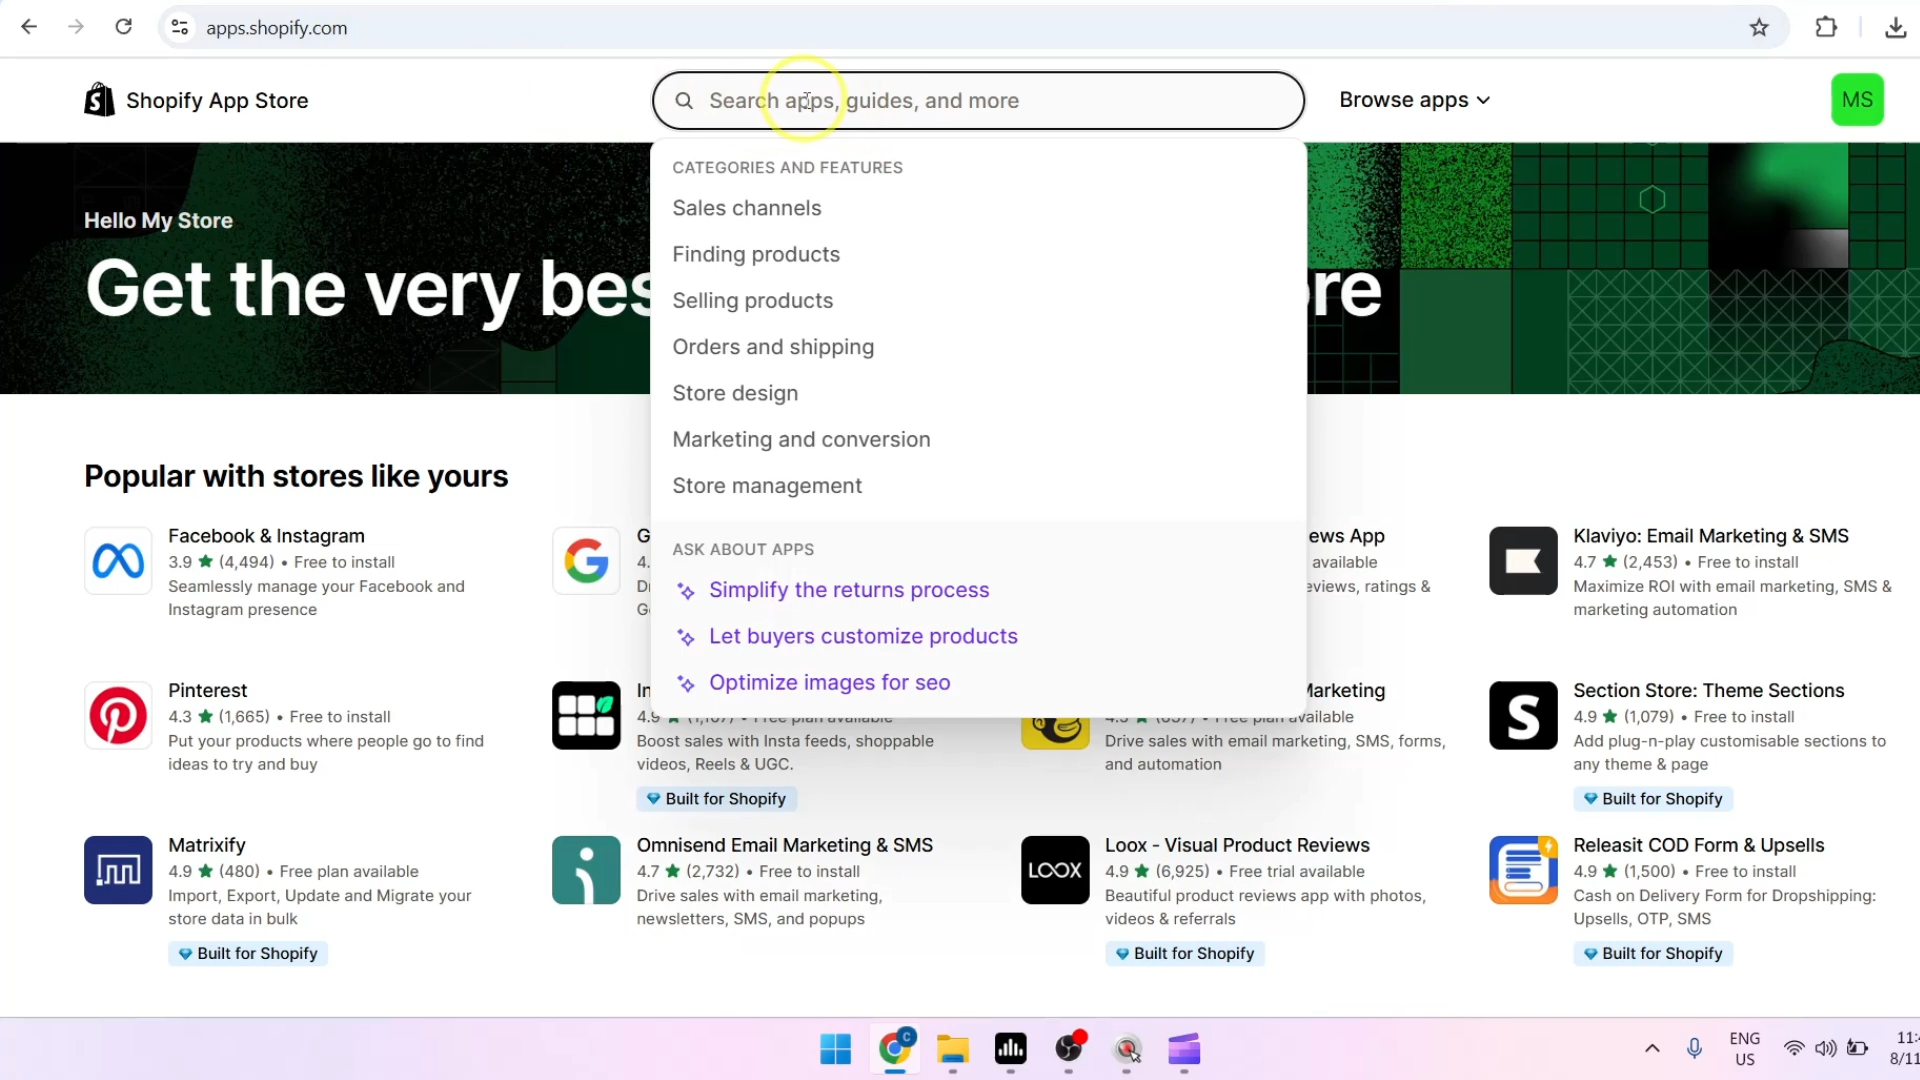 apps.shopify.com
Shopify App Store
Search apps, guides, and more
Browse apps
MS
CATEGORIES AND FEATURES
Sales channels
Finding products
Selling products
Orders and shipping
Store design
Marketing and conversion
Store management
ASK ABOUT APPS
Simplify the returns process
Let buyers customize products
Optimize images for seo
Hello My Store
Get the very bes
re
Popular with stores like yours
Facebook & Instagram
3.9 ★ (4,494) • Free to install
Seamlessly manage your Facebook and
Instagram presence
G
4.
ews App
available
eviews, ratings &
Klaviyo: Email Marketing & SMS
4.7 ★ (2,453) • Free to install
Maximize ROI with email marketing, SMS &
marketing automation
Pinterest
4.3 ★ (1,665) • Free to install
Put your products where people go to find
ideas to try and buy
In
Boost sales with Insta feeds, shoppable
videos, Reels & UGC.
Built for Shopify
Marketing
Free plan available
Drive sales with email marketing, SMS, forms,
and automation
S
Section Store: Theme Sections
4.9 ★ (1,079) • Free to install
Add plug-n-play customisable sections to
any theme & page
Built for Shopify
Matrixify
4.9 ★ (480) • Free plan available
Import, Export, Update and Migrate your
store data in bulk
Built for Shopify
Omnisend Email Marketing & SMS
4.7 ★ (2,732) • Free to install
Drive sales with email marketing,
newsletters, SMS, and popups
LOOX
Loox - Visual Product Reviews
4.9 ★ (6,925) • Free trial available
Beautiful product reviews app with photos,
videos & referrals
Built for Shopify
Releasit COD Form & Upsells
4.9 ★ (1,500) • Free to install
Cash on Delivery Form for Dropshipping:
Upsells, OTP, SMS
Built for Shopify
C
ENG
US
11:4
8/11